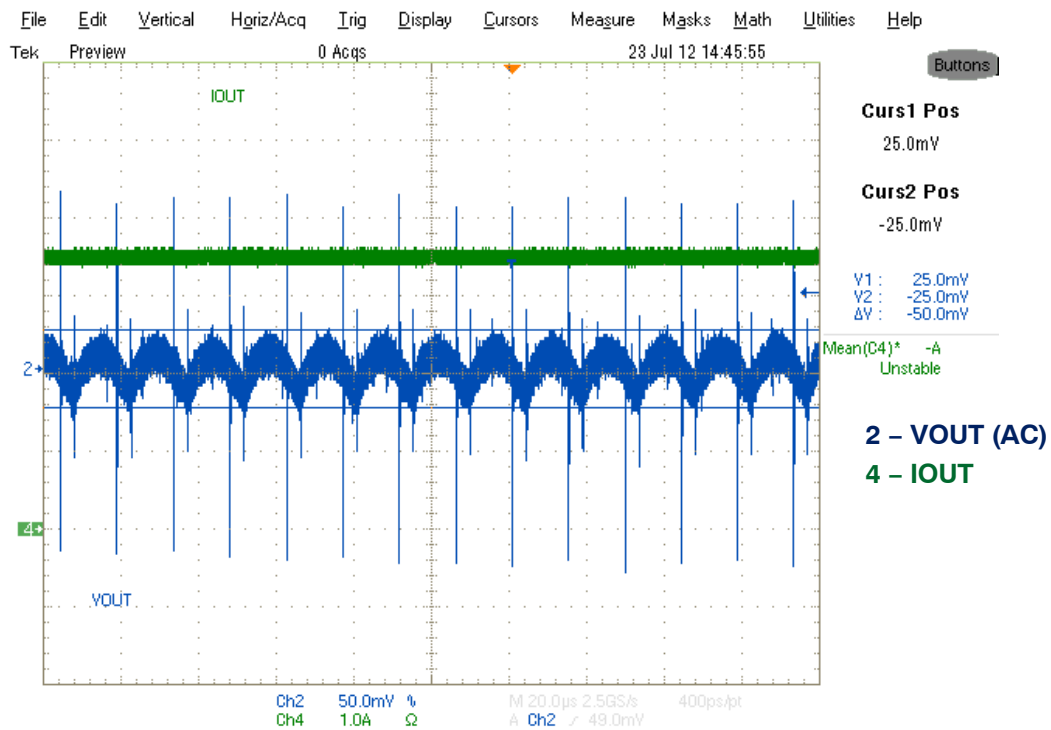 File Edit Vertical Horiz/Acq Trig Display Cursors Measure Masks Math Utilities Help
Tek Preview 0 Acqs 23 Jul 12 14:45:55
Buttons
IOUT
Curs1 Pos
25.0mV
Curs2 Pos
-25.0mV
V1 : 25.0mV
V2 : -25.0mV
ΔV : -50.0mV
Mean(C4)* -A
Unstable
2
2 – VOUT (AC)
4 – IOUT
4
VOUT
Ch2 50.0mV M 20.0µs 2.5GS/s 400ps/pt
Ch4 1.0A Ω A Ch2 49.0mV